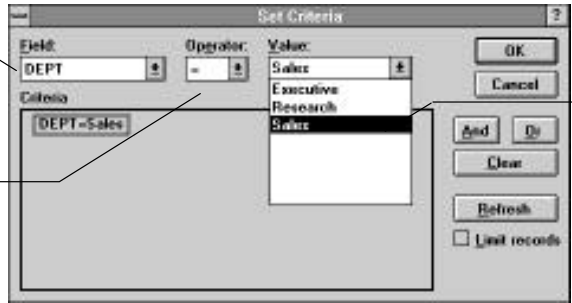 Set Criteria ?
Field: Operator: Value:
DEPT = Sales
Executive
Research
Sales
OK
Cancel
Criteria
DEPT=Sales
And Or
Clear
Refresh
Limit records